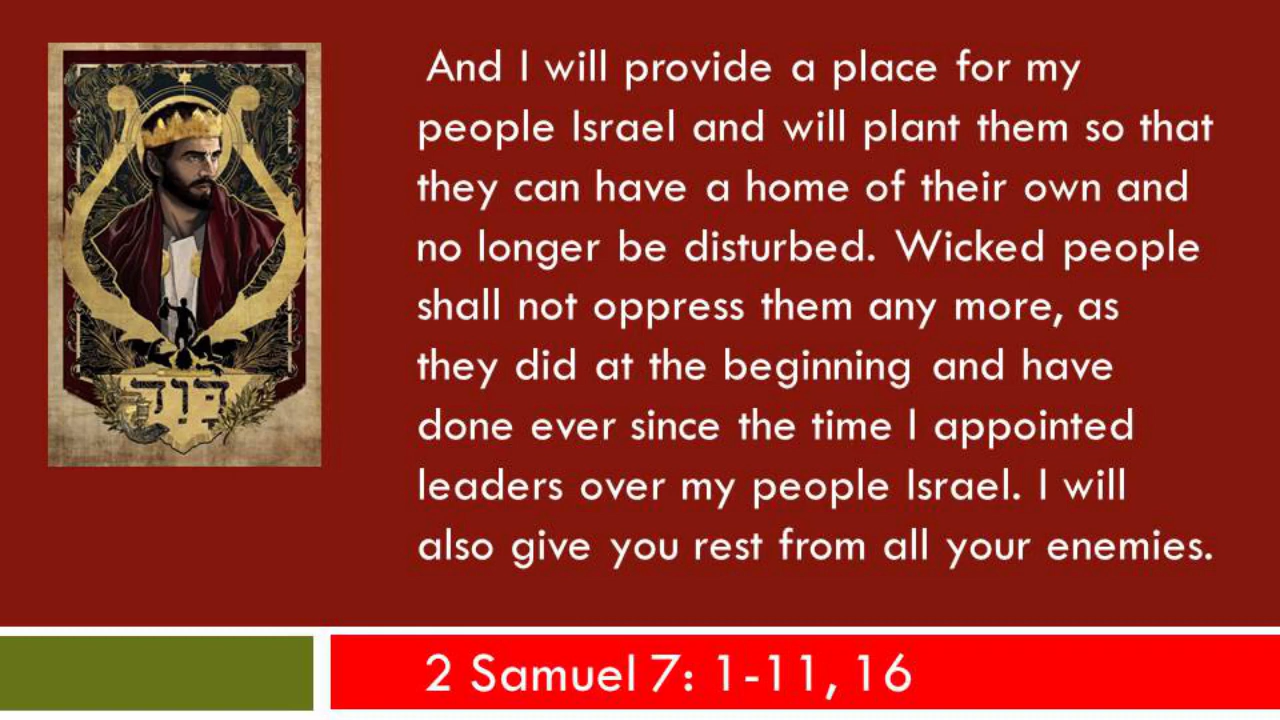 And I will provide a place for my
people Israel and will plant them so that
they can have a home of their own and
no longer be disturbed. Wicked people
shall not oppress them any more, as
they did at the beginning and have
done ever since the time I appointed
leaders over my people Israel. I will
also give you rest from all your enemies.
דָּוִד
2 Samuel 7: 1-11, 16